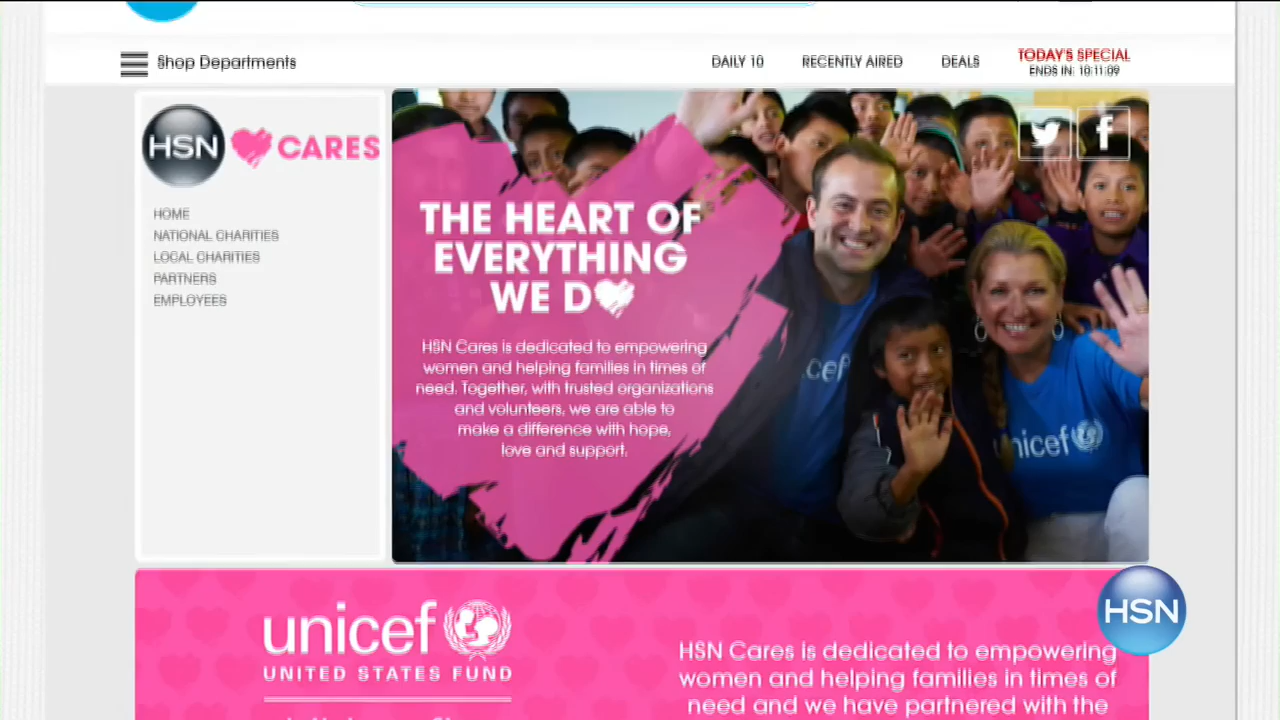 Shop Departments
DAILY 10
RECENTLY AIRED
DEALS
TODAY'S SPECIAL
ENDS IN: 10:11:09
HSN CARES
HOME
NATIONAL CHARITIES
LOCAL CHARITIES
PARTNERS
EMPLOYEES
THE HEART OF
EVERYTHING
WE D
HSN Cares is dedicated to empowering
women and helping families in times of
need. Together, with trusted organizations
and volunteers, we are able to
make a difference with hope,
love and support.
unicef
unicef
unicef
UNITED STATES FUND
HSN Cares is dedicated to empowering
women and helping families in times of
need and we have partnered with the
HSN